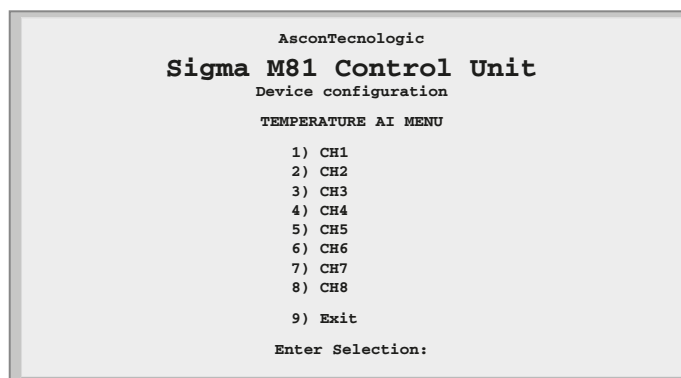 AsconTecnologic
Sigma M81 Control Unit
Device configuration
TEMPERATURE AI MENU
1) CH1
2) CH2
3) CH3
4) CH4
5) CH5
6) CH6
7) CH7
8) CH8
9) Exit
Enter Selection: